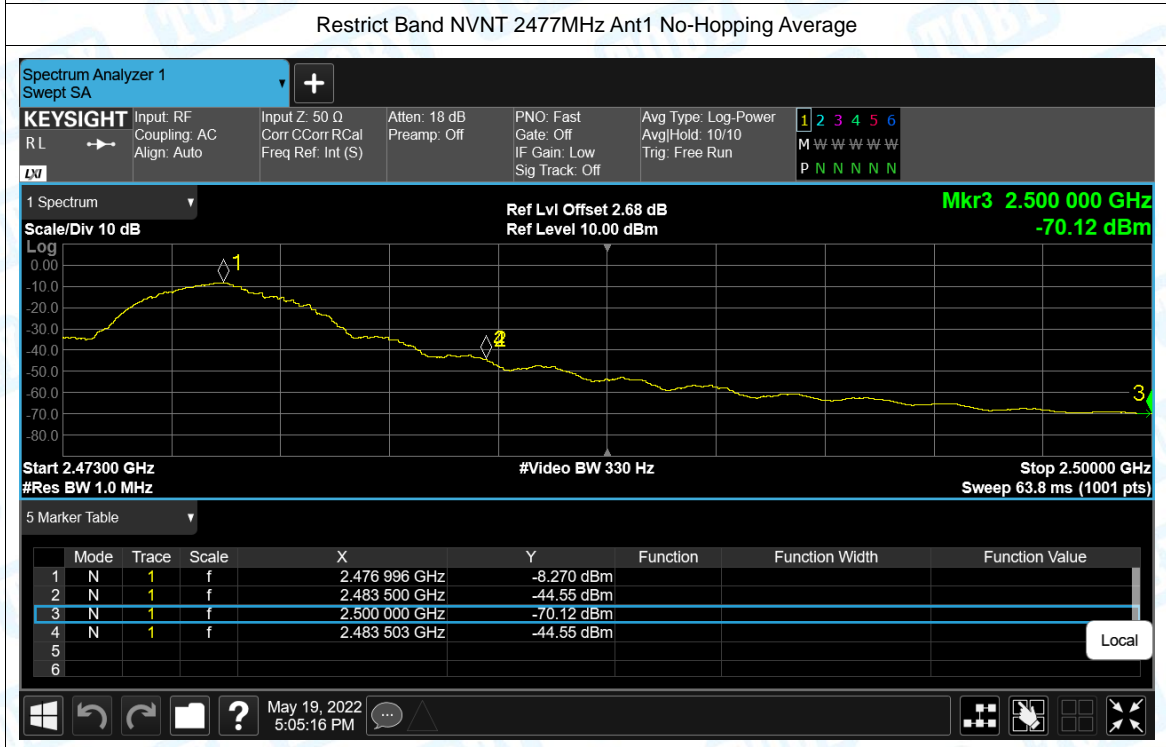 Restrict Band NVNT 2477MHz Ant1 No-Hopping Average
Spectrum Analyzer 1
Swept SA
+
KEYSIGHT
RL
LXI
Input: RF
Coupling: AC
Align: Auto
Input Z: 50 Ω
Corr CCorr RCal
Freq Ref: Int (S)
Atten: 18 dB
Preamp: Off
PNO: Fast
Gate: Off
IF Gain: Low
Sig Track: Off
Avg Type: Log-Power
Avg|Hold: 10/10
Trig: Free Run
1 2 3 4 5 6
M W W W W W
P N N N N N
1 Spectrum
Scale/Div 10 dB
Ref Lvl Offset 2.68 dB
Ref Level 10.00 dBm
Mkr3 2.500 000 GHz
-70.12 dBm
Log
0.00
-10.0
-20.0
-30.0
-40.0
-50.0
-60.0
-70.0
-80.0
1
3
Start 2.47300 GHz
#Video BW 330 Hz
Stop 2.50000 GHz
#Res BW 1.0 MHz
Sweep 63.8 ms (1001 pts)
5 Marker Table
Mode Trace Scale X Y Function Function Width Function Value
1 N 1 f 2.476 996 GHz -8.270 dBm
2 N 1 f 2.483 500 GHz -44.55 dBm
3 N 1 f 2.500 000 GHz -70.12 dBm
4 N 1 f 2.483 503 GHz -44.55 dBm
5
6
Local
?
May 19, 2022
5:05:16 PM